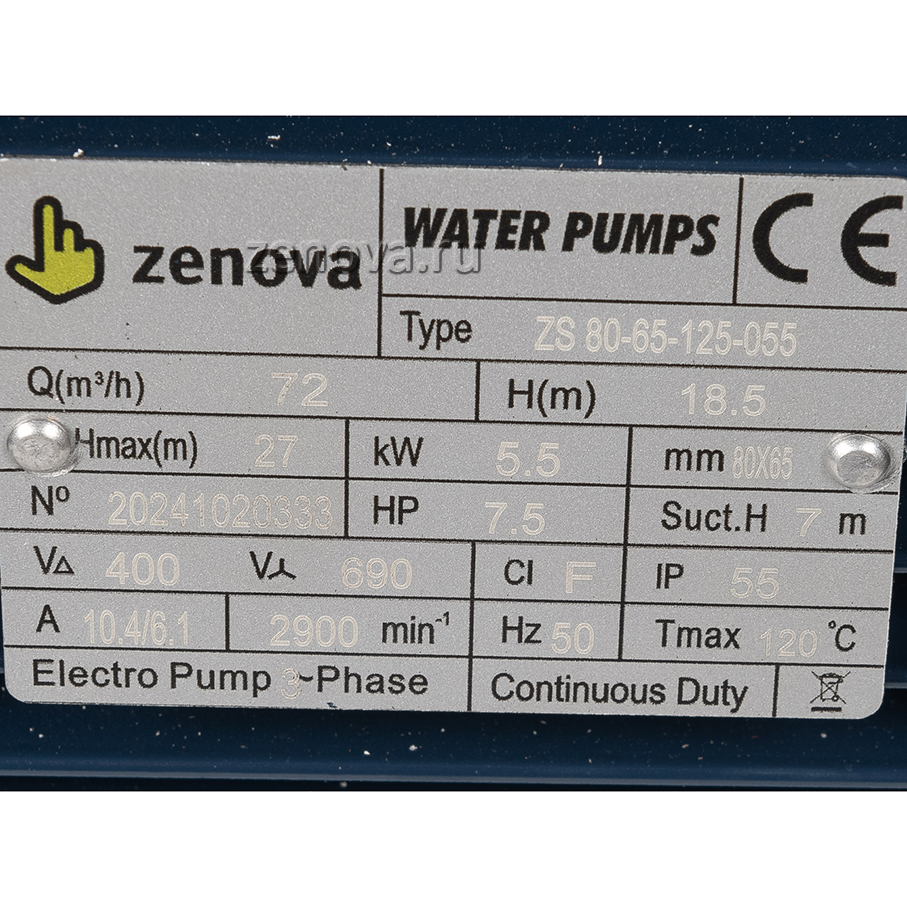 zenova
WATER PUMPS
CE
zenova.ru
Type ZS 80-65-125-055
Q(m³/h) 72 H(m) 18.5
Hmax(m) 27 kW 5.5 mm 80X65
Nº 20241020333 HP 7.5 Suct.H 7 m
V△ 400 V⅄ 690 Cl F IP 55
A 10.4/6.1 2900 min⁻¹ Hz 50 Tmax 120 °C
Electro Pump 3~Phase Continuous Duty